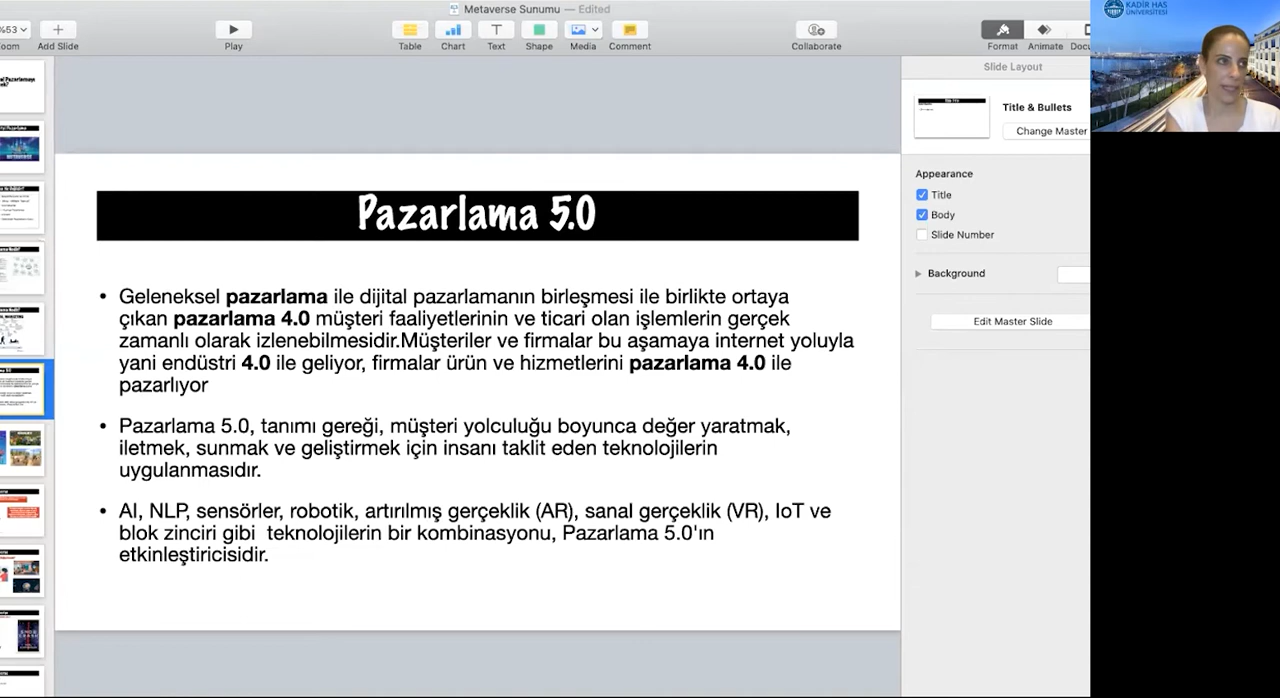 Metaverse Sunumu — Edited
%53
Zoom
Add Slide
Play
Table
Chart
Text
Shape
Media
Comment
Collaborate
Format
Animate
KADİR HAS
ÜNİVERSİTESİ
Slide Layout
Title & Bullets
Change Master
Appearance
Title
Body
Slide Number
Background
Edit Master Slide
Pazarlama 5.0
• Geleneksel pazarlama ile dijital pazarlamanın birleşmesi ile birlikte ortaya
çıkan pazarlama 4.0 müşteri faaliyetlerinin ve ticari olan işlemlerin gerçek
zamanlı olarak izlenebilmesidir.Müşteriler ve firmalar bu aşamaya internet yoluyla
yani endüstri 4.0 ile geliyor, firmalar ürün ve hizmetlerini pazarlama 4.0 ile
pazarlıyor
• Pazarlama 5.0, tanımı gereği, müşteri yolculuğu boyunca değer yaratmak,
iletmek, sunmak ve geliştirmek için insanı taklit eden teknolojilerin
uygulanmasıdır.
• AI, NLP, sensörler, robotik, artırılmış gerçeklik (AR), sanal gerçeklik (VR), IoT ve
blok zinciri gibi  teknolojilerin bir kombinasyonu, Pazarlama 5.0'ın
etkinleştiricisidir.